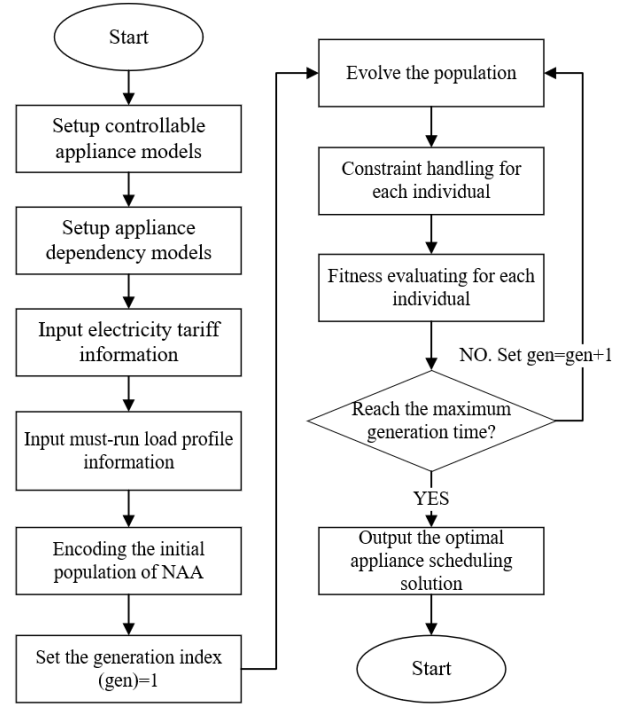 Start
Setup controllable
appliance models
Setup appliance
dependency models
Input electricity tariff
information
Input must-run load profile
information
Encoding the initial
population of NAA
Set the generation index
(gen)=1
Evolve the population
Constraint handling for
each individual
Fitness evaluating for each
individual
NO. Set gen=gen+1
Reach the maximum
generation time?
YES
Output the optimal
appliance scheduling
solution
Start